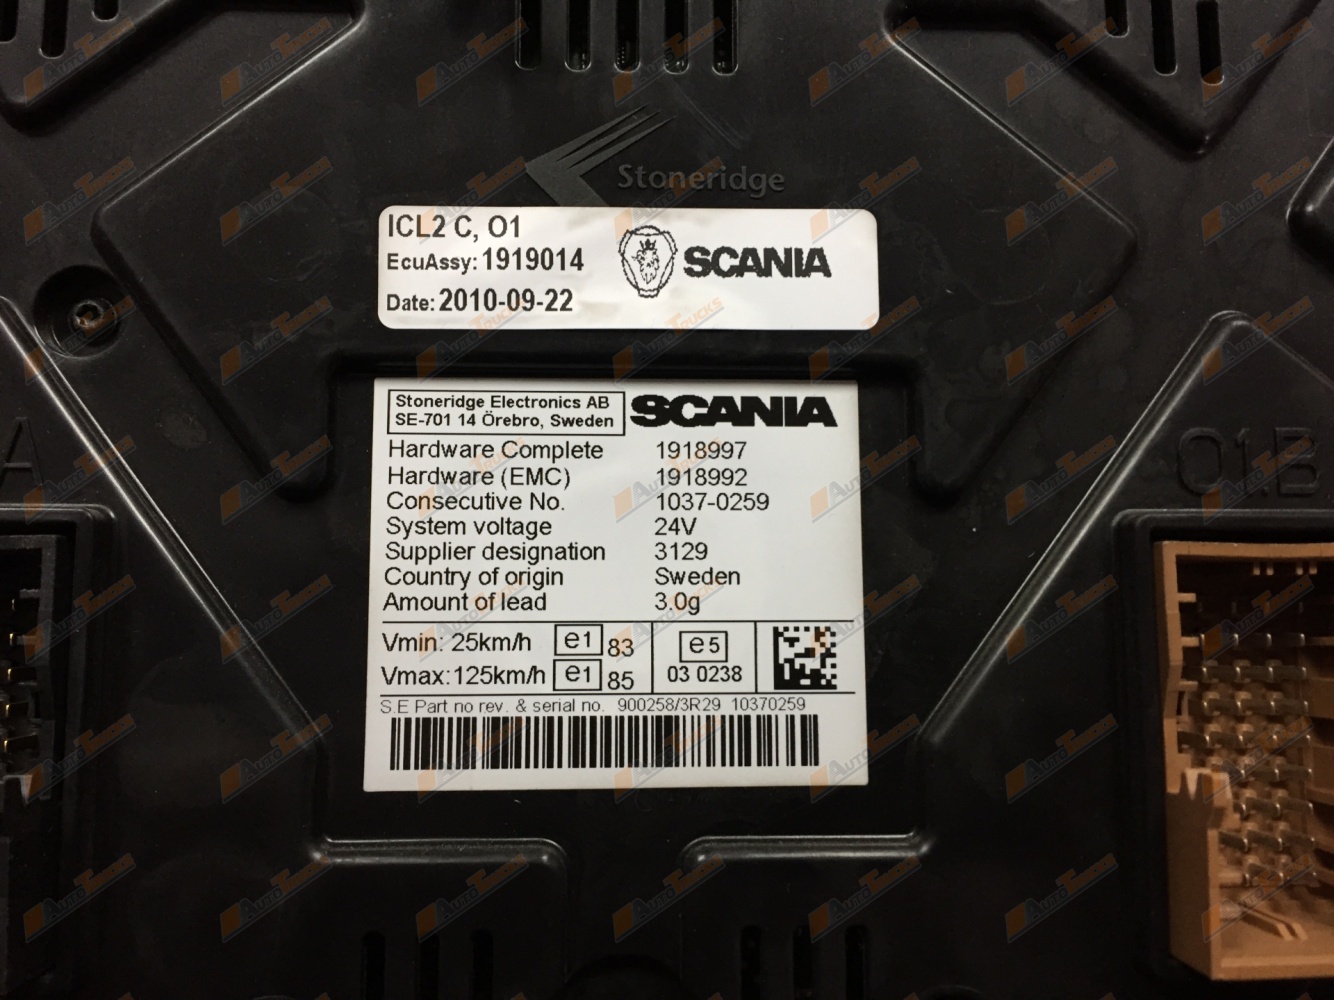 Stoneridge
ICL2 C, O1
EcuAssy: 1919014
Date: 2010-09-22
SCANIA
Stoneridge Electronics AB
SE-701 14 Örebro, Sweden
SCANIA
Hardware Complete 1918997
Hardware (EMC) 1918992
Consecutive No. 1037-0259
System voltage 24V
Supplier designation 3129
Country of origin Sweden
Amount of lead 3.0g
Vmin: 25km/h e1 83
Vmax: 125km/h e1 85
e5
03 0238
S.E Part no rev. & serial no. 900258/3R29 10370259
A
O1.B
AUTOTRUCKS